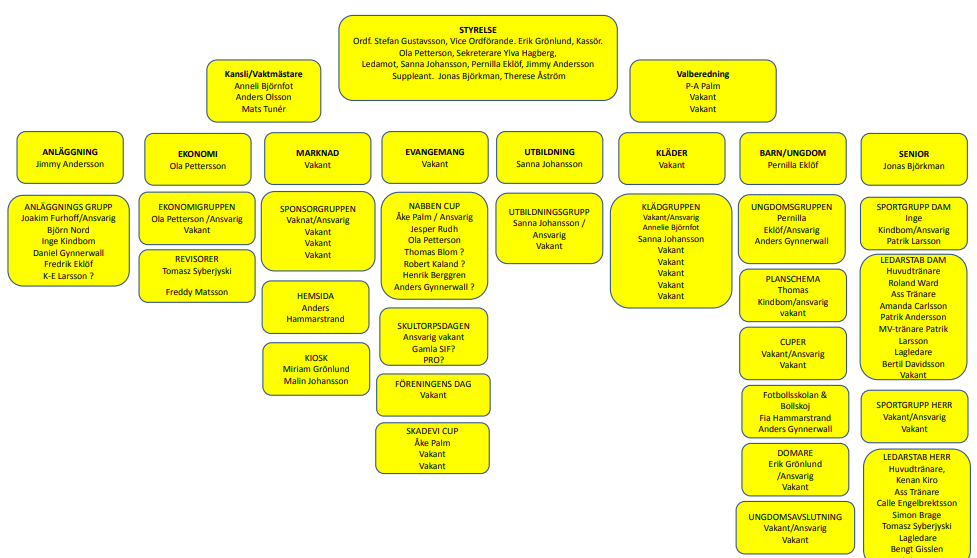 STYRELSE
Ordf. Stefan Gustavsson, Vice Ordförande. Erik Grönlund, Kassör.
Ola Petterson, Sekreterare Ylva Hagberg,
Ledamot, Sanna Johansson, Pernilla Eklöf, Jimmy Andersson
Suppleant. Jonas Björkman, Therese Åström
Kansli/Vaktmästare
Anneli Björnfot
Anders Olsson
Mats Tunér
Valberedning
P-A Palm
Vakant
Vakant
ANLÄGGNING
Jimmy Andersson
EKONOMI
Ola Pettersson
MARKNAD
Vakant
EVANGEMANG
Vakant
UTBILDNING
Sanna Johansson
KLÄDER
Vakant
BARN/UNGDOM
Pernilla Eklöf
SENIOR
Jonas Björkman
ANLÄGGNINGS GRUPP
Joakim Furhoff/Ansvarig
Björn Nord
Inge Kindbom
Daniel Gynnerwall
Fredrik Eklöf
K-E Larsson ?
EKONOMIGRUPPEN
Ola Petterson /Ansvarig
Vakant
REVISORER
Tomasz Syberjyski
Freddy Matsson
SPONSORGRUPPEN
Vaknat/Ansvarig
Vakant
Vakant
Vakant
HEMSIDA
Anders
Hammarstrand
KIOSK
Miriam Grönlund
Malin Johansson
NABBEN CUP
Åke Palm / Ansvarig
Jesper Rudh
Ola Petterson
Thomas Blom ?
Robert Kaland ?
Henrik Berggren
Anders Gynnerwall ?
SKULTORPSDAGEN
Ansvarig vakant
Gamla SIF?
PRO?
FÖRENINGENS DAG
Vakant
SKADEVI CUP
Åke Palm
Vakant
Vakant
UTBILDNINGSGRUPP
Sanna Johansson /
Ansvarig
Vakant
KLÄDGRUPPEN
Vakant/Ansvarig
Annelie Björnfot
Sanna Johansson
Vakant
Vakant
Vakant
Vakant
Vakant
UNGDOMSGRUPPEN
Pernilla
Eklöf/Ansvarig
Anders Gynnerwall
PLANSCHEMA
Thomas
Kindbom/ansvarig
vakant
CUPER
Vakant/Ansvarig
Vakant
Fotbollsskolan &
Bollskoj
Fia Hammarstrand
Anders Gynnerwall
DOMARE
Erik Grönlund
/Ansvarig
Vakant
UNGDOMSAVSLUTNING
Vakant/Ansvarig
Vakant
SPORTGRUPP DAM
Inge
Kindbom/Ansvarig
Patrik Larsson
LEDARSTAB DAM
Huvudtränare
Roland Ward
Ass Tränare
Amanda Carlsson
Patrik Andersson
MV-tränare Patrik
Larsson
Lagledare
Bertil Davidsson
Vakant
SPORTGRUPP HERR
Vakant/Ansvarig
Vakant
LEDARSTAB HERR
Huvudtränare,
Kenan Kiro
Ass Tränare
Calle Engelbrektsson
Simon Brage
Tomasz Syberjyski
Lagledare
Bengt Gisslen